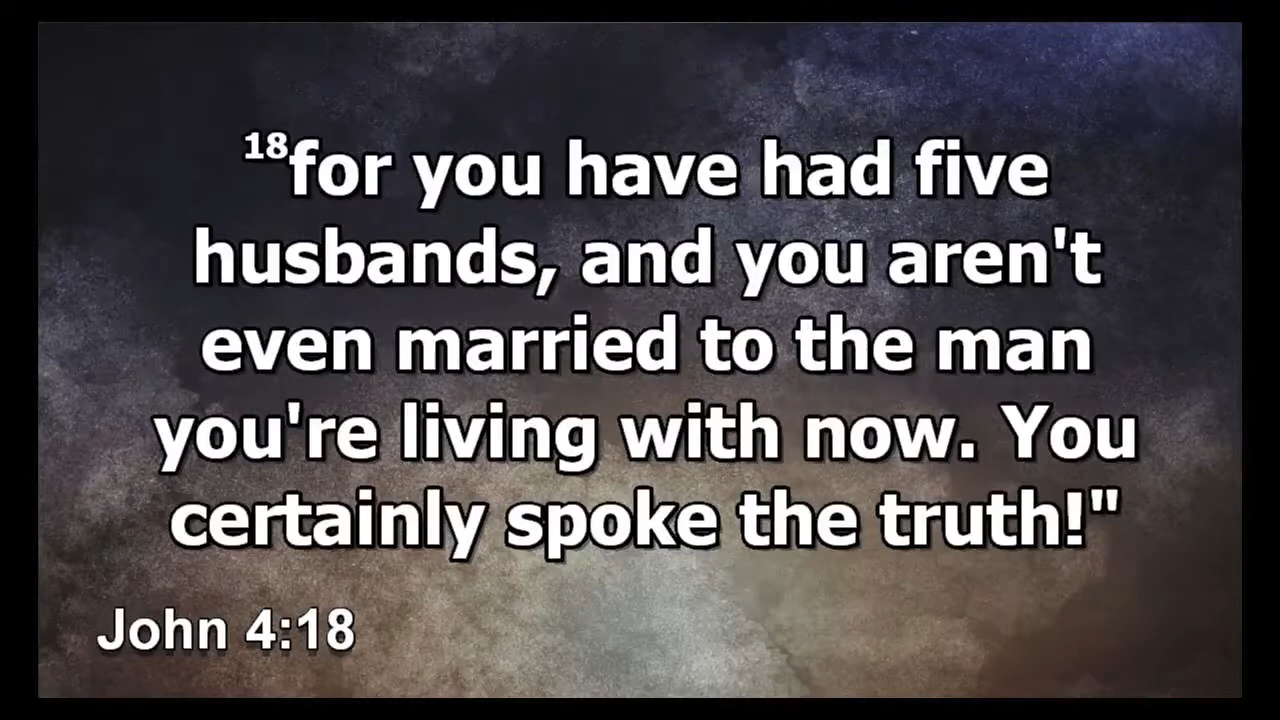 18for you have had five
husbands, and you aren't
even married to the man
you're living with now. You
certainly spoke the truth!"
John 4:18